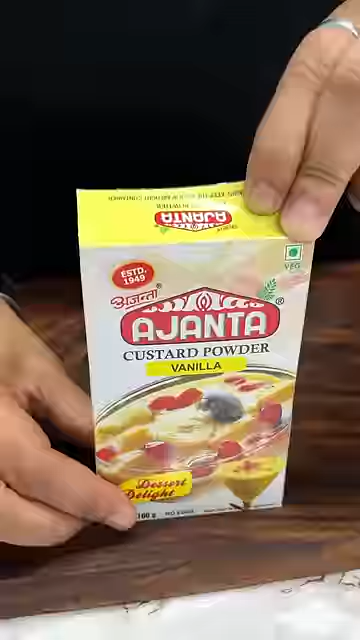 AJANTA
ESTD.
1949
अजन्ता®
VEG
AJANTA®
CUSTARD POWDER
VANILLA
Dessert
Delight
100 g